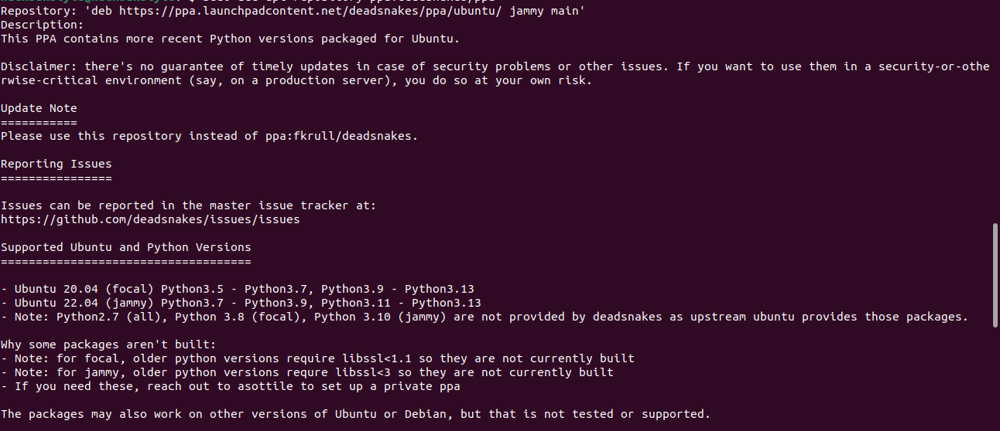 Repository: 'deb https://ppa.launchpadcontent.net/deadsnakes/ppa/ubuntu/ jammy main'
Description:
This PPA contains more recent Python versions packaged for Ubuntu.
Disclaimer: there's no guarantee of timely updates in case of security problems or other issues. If you want to use them in a security-or-othe
rwise-critical environment (say, on a production server), you do so at your own risk.
Update Note
===========
Please use this repository instead of ppa:fkrull/deadsnakes.
Reporting Issues
================
Issues can be reported in the master issue tracker at:
https://github.com/deadsnakes/issues/issues
Supported Ubuntu and Python Versions
====================================
- Ubuntu 20.04 (focal) Python3.5 - Python3.7, Python3.9 - Python3.13
- Ubuntu 22.04 (jammy) Python3.7 - Python3.9, Python3.11 - Python3.13
- Note: Python2.7 (all), Python 3.8 (focal), Python 3.10 (jammy) are not provided by deadsnakes as upstream ubuntu provides those packages.
Why some packages aren't built:
- Note: for focal, older python versions require libssl<1.1 so they are not currently built
- Note: for jammy, older python versions requre libssl<3 so they are not currently built
- If you need these, reach out to asottile to set up a private ppa
The packages may also work on other versions of Ubuntu or Debian, but that is not tested or supported.